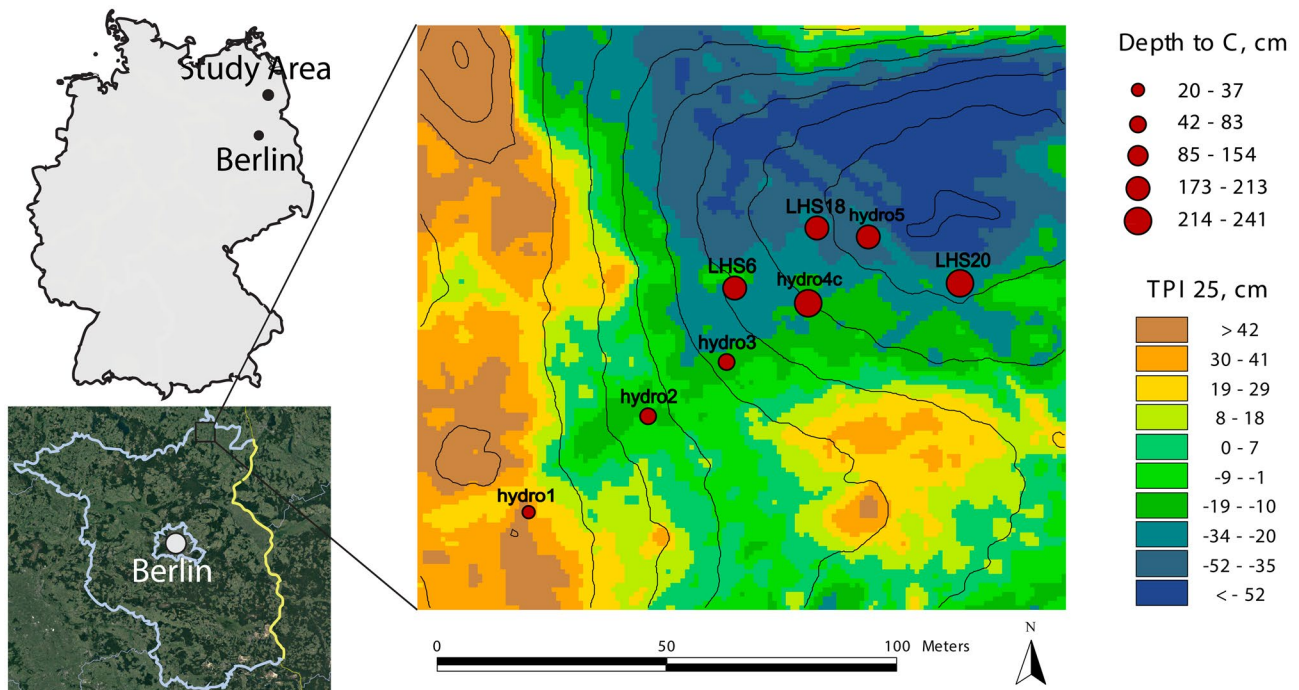 Study Area
Berlin
Berlin
LHS18
hydro5
LHS6
hydro4c
LHS20
hydro3
hydro2
hydro1
0
50
100
Meters
N
Depth to C, cm
20 - 37
42 - 83
85 - 154
173 - 213
214 - 241
TPI 25, cm
> 42
30 - 41
19 - 29
8 - 18
0 - 7
-9 - -1
-19 - -10
-34 - -20
-52 - -35
< - 52